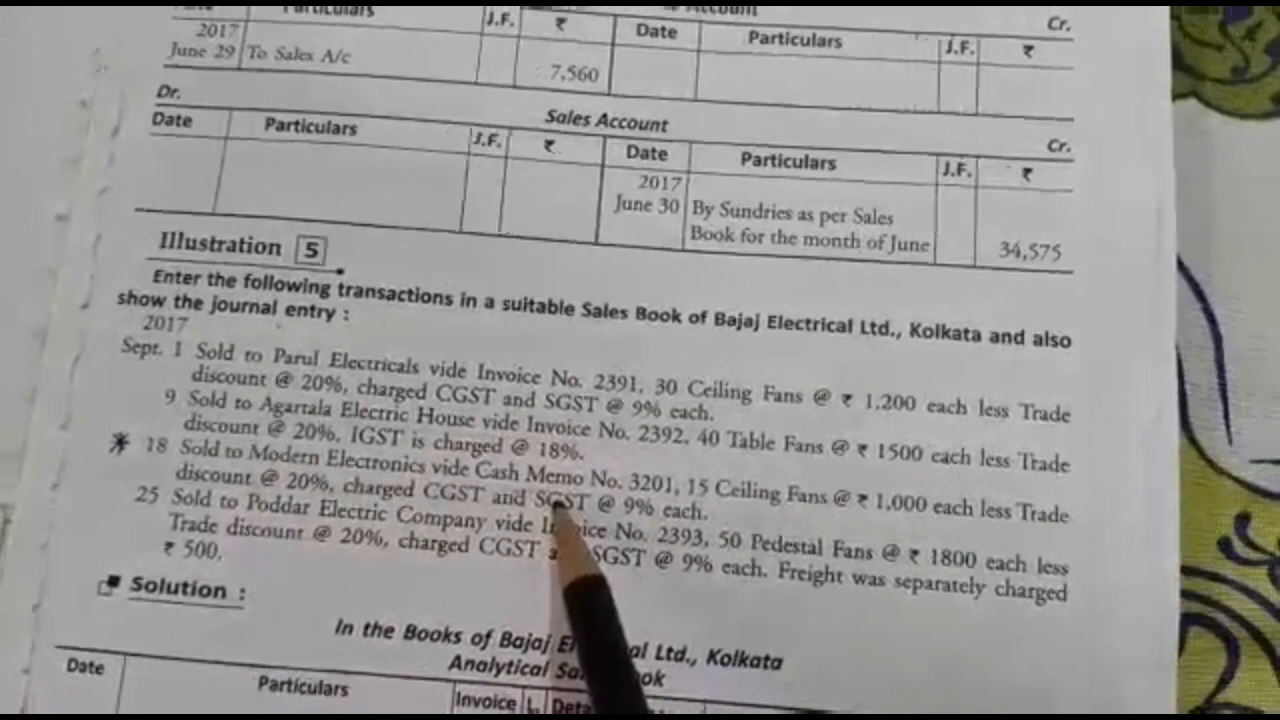 Particulars J.F. ₹ Date Particulars J.F. ₹
Cr.
2017
June 29 To Sales A/c 7,560
Dr. Sales Account Cr.
Date Particulars J.F. ₹ Date Particulars J.F. ₹
2017
June 30 By Sundries as per Sales
Book for the month of June 34,575
Illustration 5
Enter the following transactions in a suitable Sales Book of Bajaj Electrical Ltd., Kolkata and also
show the journal entry :
2017
Sept. 1 Sold to Parul Electricals vide Invoice No. 2391, 30 Ceiling Fans @ ₹ 1,200 each less Trade
discount @ 20%, charged CGST and SGST @ 9% each.
9 Sold to Agartala Electric House vide Invoice No. 2392, 40 Table Fans @ ₹ 1500 each less Trade
discount @ 20%, IGST is charged @ 18%.
18 Sold to Modern Electronics vide Cash Memo No. 3201, 15 Ceiling Fans @ ₹ 1,000 each less Trade
discount @ 20%, charged CGST and SGST @ 9% each.
25 Sold to Poddar Electric Company vide Invoice No. 2393, 50 Pedestal Fans @ ₹ 1800 each less
Trade discount @ 20%, charged CGST SGST @ 9% each. Freight was separately charged
₹ 500.
Solution :
In the Books of Bajaj Ltd., Kolkata
Analytical
Date Particulars Invoice L.